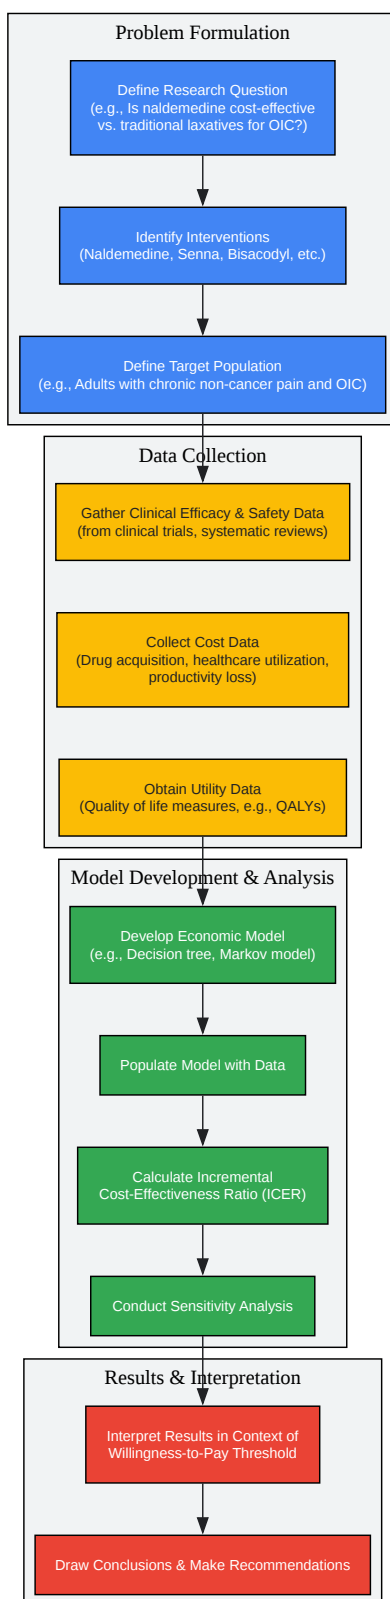 Problem Formulation
Define Research Question
(e.g., Is naldemedine cost-effective
vs. traditional laxatives for OIC?)
Identify Interventions
(Naldemedine, Senna, Bisacodyl, etc.)
Define Target Population
(e.g., Adults with chronic non-cancer pain and OIC)
Data Collection
Gather Clinical Efficacy & Safety Data
(from clinical trials, systematic reviews)
Collect Cost Data
(Drug acquisition, healthcare utilization,
productivity loss)
Obtain Utility Data
(Quality of life measures, e.g., QALYs)
Model Development & Analysis
Develop Economic Model
(e.g., Decision tree, Markov model)
Populate Model with Data
Calculate Incremental
Cost-Effectiveness Ratio (ICER)
Conduct Sensitivity Analysis
Results & Interpretation
Interpret Results in Context of
Willingness-to-Pay Threshold
Draw Conclusions & Make Recommendations